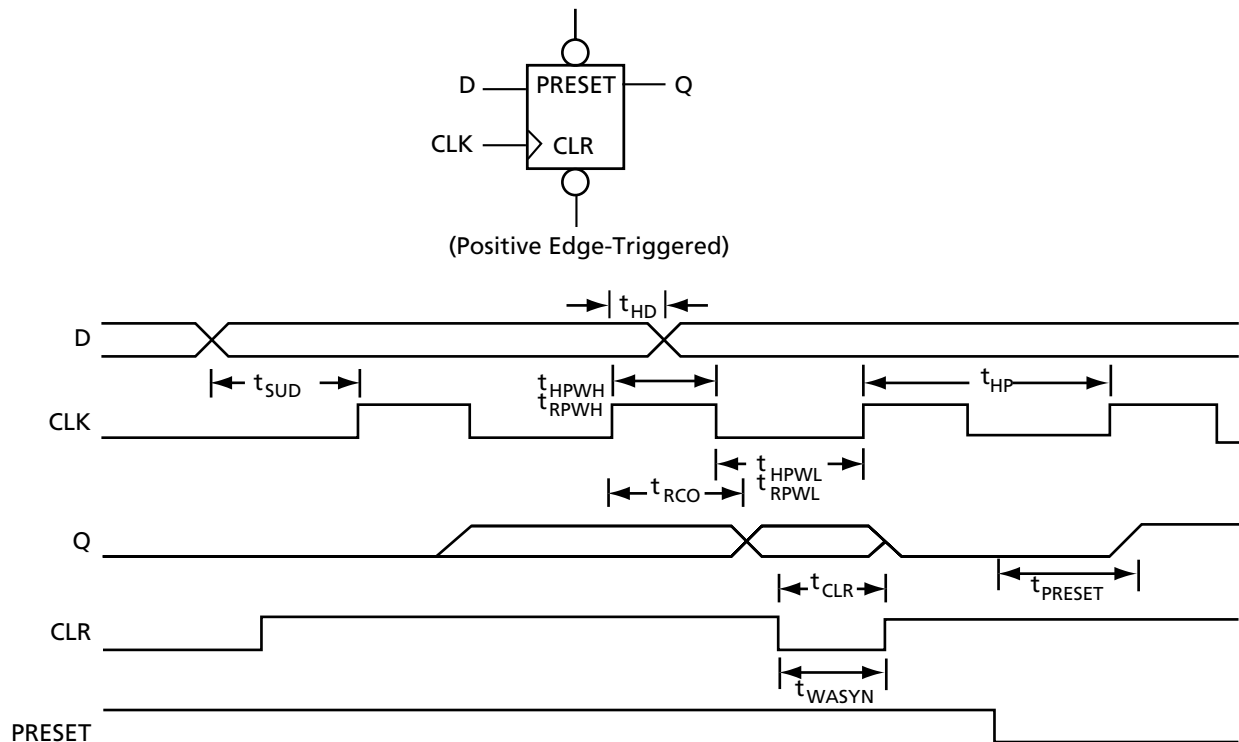 D
PRESET
Q
CLK
CLR
(Positive Edge-Triggered)
tHD
D
tSUD
tHPWH
tRPWH
tHP
CLK
tHPWL
tRPWL
tRCO
Q
tCLR
tPRESET
CLR
tWASYN
PRESET